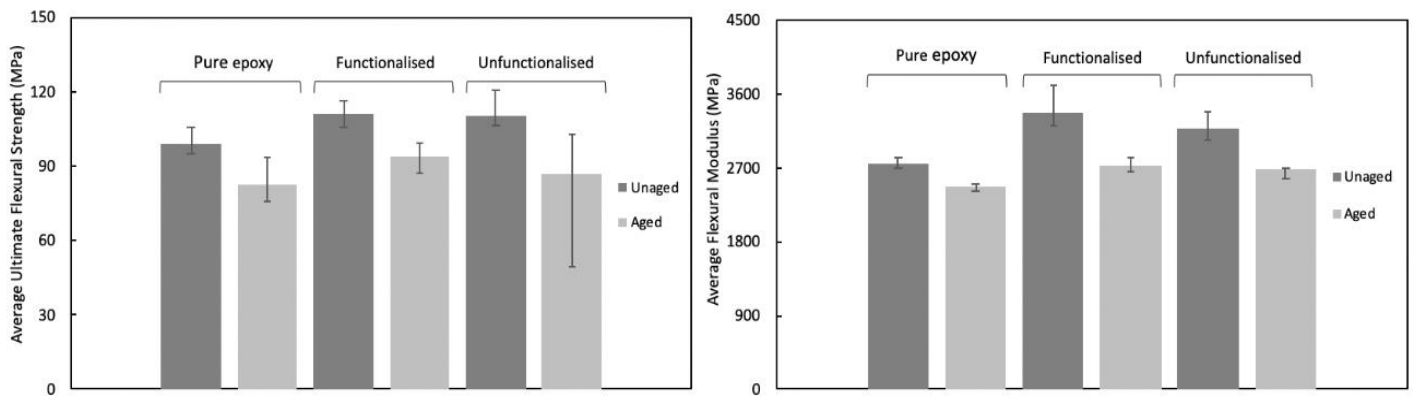 Average Ultimate Flexural Strength (MPa)
150
120
90
60
30
0
Pure epoxy
Functionalised
Unfunctionalised
Unaged
Aged
Average Flexural Modulus (MPa)
4500
3600
2700
1800
900
0
Pure epoxy
Functionalised
Unfunctionalised
Unaged
Aged